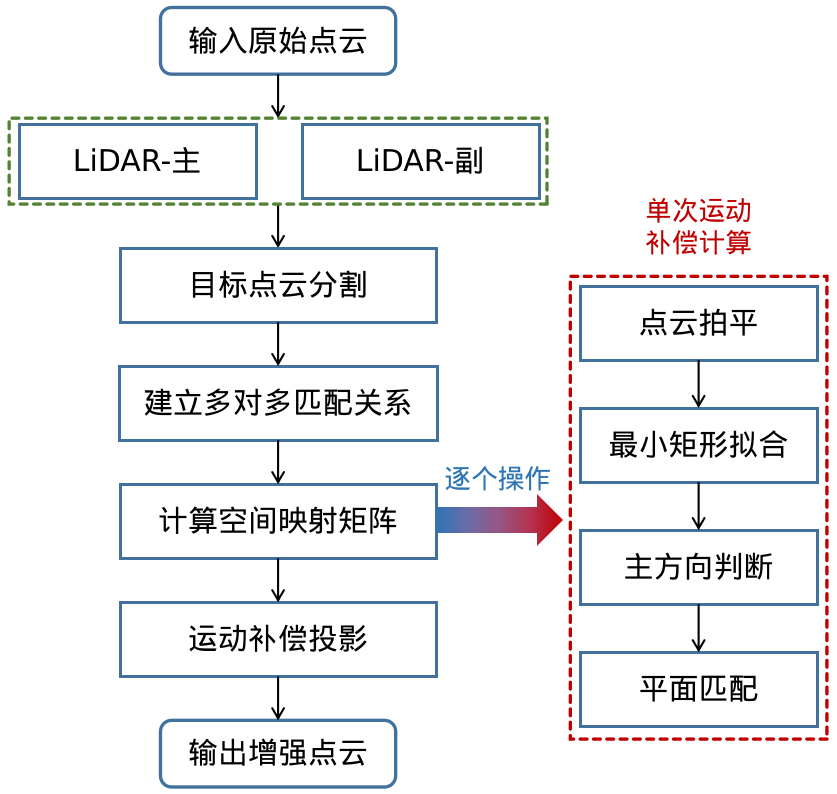 输入原始点云
LiDAR-主
LiDAR-副
目标点云分割
建立多对多匹配关系
计算空间映射矩阵
逐个操作
运动补偿投影
输出增强点云
单次运动
补偿计算
点云拍平
最小矩形拟合
主方向判断
平面匹配